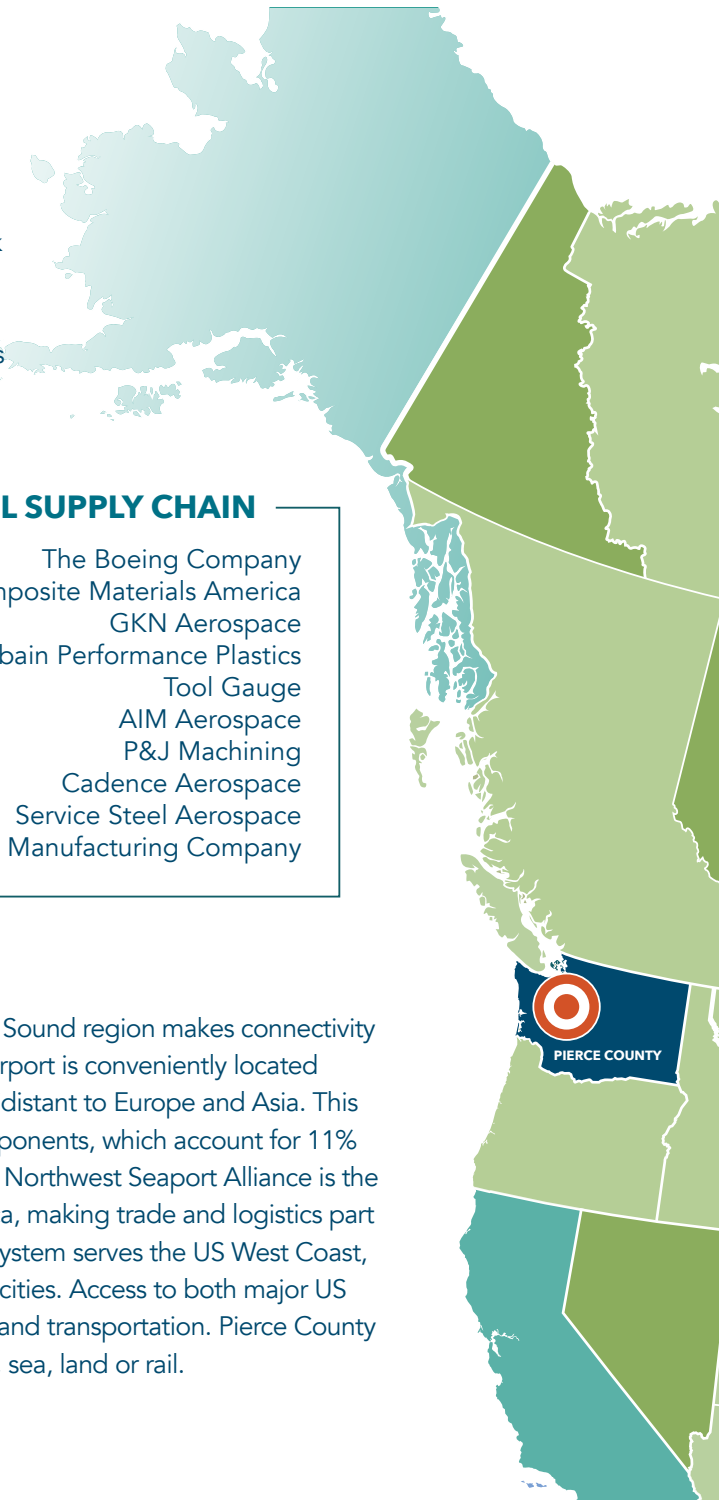 L SUPPLY CHAIN
The Boeing Company
mposite Materials America
GKN Aerospace
bain Performance Plastics
Tool Gauge
AIM Aerospace
P&J Machining
Cadence Aerospace
Service Steel Aerospace
Manufacturing Company
Sound region makes connectivity
rport is conveniently located
distant to Europe and Asia. This
ponents, which account for 11%
Northwest Seaport Alliance is the
a, making trade and logistics part
ystem serves the US West Coast,
cities. Access to both major US
and transportation. Pierce County
sea, land or rail.
PIERCE COUNTY